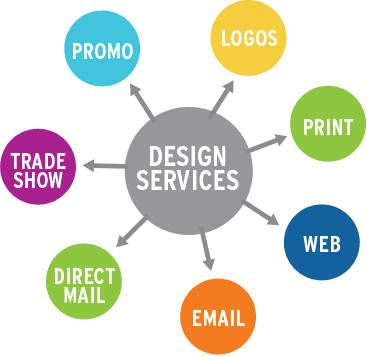 PROMO
LOGOS
PRINT
DESIGN
SERVICES
TRADE
SHOW
WEB
DIRECT
MAIL
EMAIL